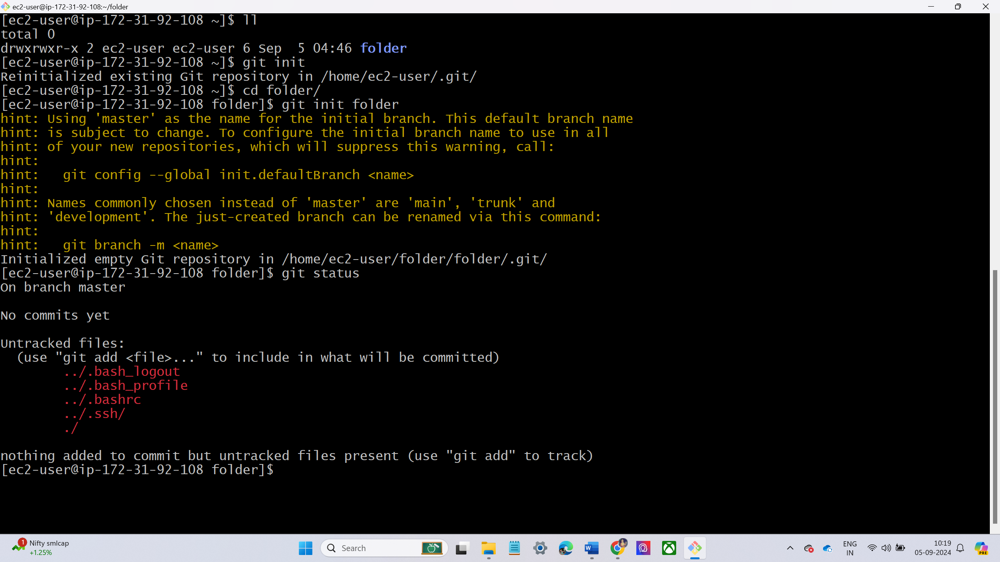 ec2-user@ip-172-31-92-108:~/folder
[ec2-user@ip-172-31-92-108 ~]$ ll
total 0
drwxrwxr-x 2 ec2-user ec2-user 6 Sep  5 04:46 folder
[ec2-user@ip-172-31-92-108 ~]$ git init
Reinitialized existing Git repository in /home/ec2-user/.git/
[ec2-user@ip-172-31-92-108 ~]$ cd folder/
[ec2-user@ip-172-31-92-108 folder]$ git init folder
hint: Using 'master' as the name for the initial branch. This default branch name
hint: is subject to change. To configure the initial branch name to use in all
hint: of your new repositories, which will suppress this warning, call:
hint:
hint:   git config --global init.defaultBranch <name>
hint:
hint: Names commonly chosen instead of 'master' are 'main', 'trunk' and
hint: 'development'. The just-created branch can be renamed via this command:
hint:
hint:   git branch -m <name>
Initialized empty Git repository in /home/ec2-user/folder/folder/.git/
[ec2-user@ip-172-31-92-108 folder]$ git status
On branch master
No commits yet
Untracked files:
  (use "git add <file>..." to include in what will be committed)
        ../.bash_logout
        ../.bash_profile
        ../.bashrc
        ../.ssh/
        ./
nothing added to commit but untracked files present (use "git add" to track)
[ec2-user@ip-172-31-92-108 folder]$
1
Nifty smlcap
+1.25%
Search
W
ENG
IN
10:19
05-09-2024
PRE